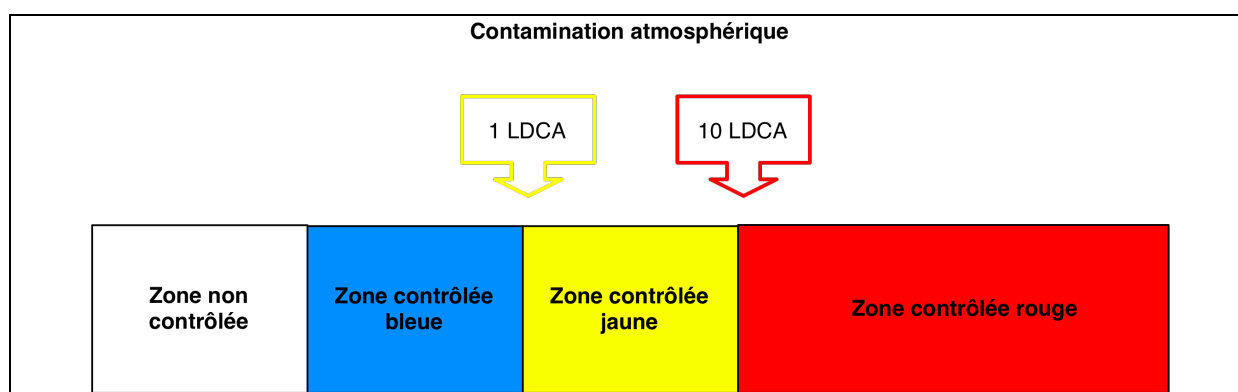 Contamination atmosphérique
1 LDCA
10 LDCA
Zone non
contrôlée
Zone contrôlée
bleue
Zone contrôlée
jaune
Zone contrôlée rouge